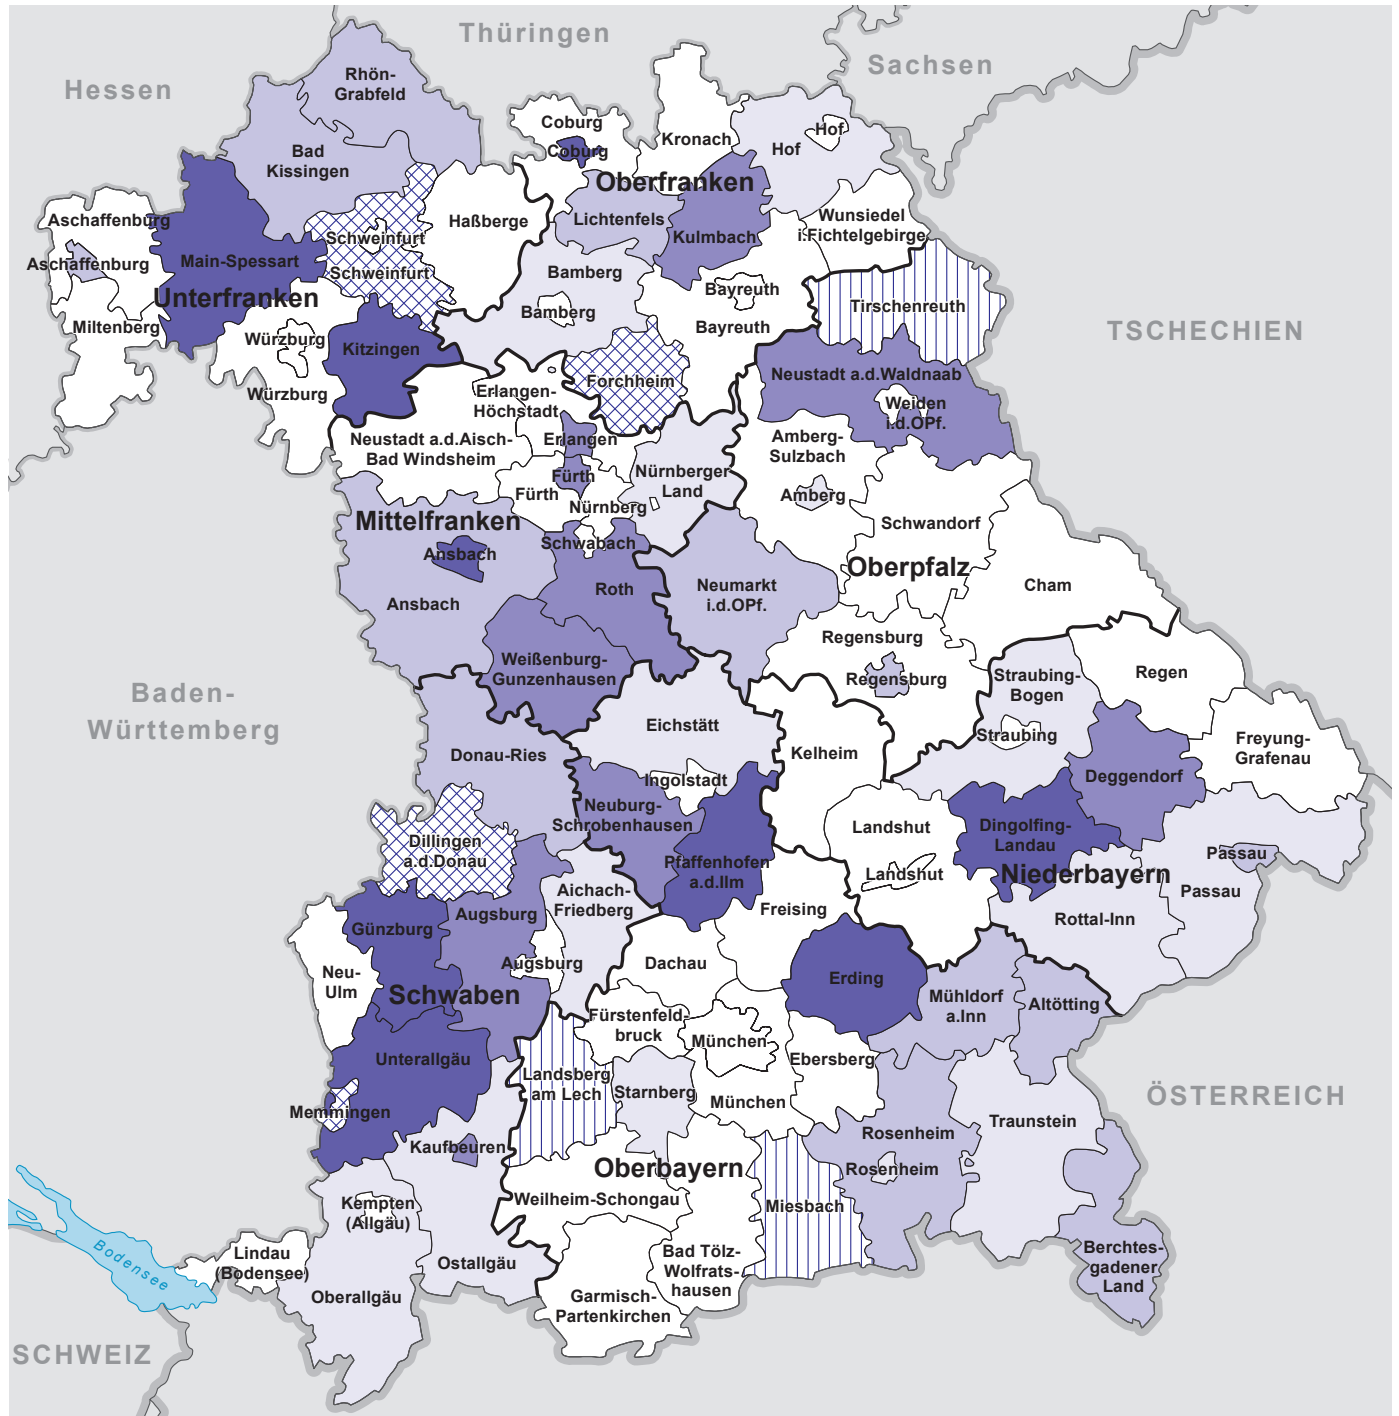 Thüringen
Sachsen
Hessen
Rhön-
Grabfeld
Coburg
Coburg
Kronach
Hof
Hof
Bad
Kissingen
Oberfranken
Aschaffenburg
Aschaffenburg
Main-Spessart
Unterfranken
Miltenberg
Schweinfurt
Schweinfurt
Haßberge
Lichtenfels
Kulmbach
Wunsiedel
i.Fichtelgebirge
Bamberg
Bamberg
Bayreuth
Bayreuth
Tirschenreuth
TSCHECHIEN
Würzburg
Würzburg
Kitzingen
Forchheim
Neustadt a.d.Waldnaab
Weiden
i.d.OPf.
Erlangen-
Höchstadt
Neustadt a.d.Aisch-
Bad Windsheim
Erlangen
Fürth
Fürth
Nürnberg
Nürnberger
Land
Amberg-
Sulzbach
Amberg
Schwandorf
Mittelfranken
Ansbach
Ansbach
Schwabach
Roth
Neumarkt
i.d.OPf.
Oberpfalz
Cham
Regensburg
Regensburg
Weißenburg-
Gunzenhausen
Straubing-
Bogen
Straubing
Regen
Baden-
Württemberg
Eichstätt
Donau-Ries
Ingolstadt
Kelheim
Deggendorf
Freyung-
Grafenau
Neuburg-
Schrobenhausen
Pfaffenhofen
a.d.Ilm
Landshut
Landshut
Dingolfing-
Landau
Niederbayern
Passau
Passau
Rottal-Inn
Dillingen
a.d.Donau
Günzburg
Augsburg
Augsburg
Aichach-
Friedberg
Freising
Neu-
Ulm
Schwaben
Dachau
Erding
Mühldorf
a.Inn
Altötting
Fürstenfeld-
bruck
München
München
Ebersberg
Unterallgäu
Memmingen
Landsberg
am Lech
Starnberg
ÖSTERREICH
Traunstein
Kaufbeuren
Oberbayern
Rosenheim
Rosenheim
Weilheim-Schongau
Miesbach
Kempten
(Allgäu)
Ostallgäu
Lindau
(Bodensee)
Oberallgäu
Bodensee
Bad Tölz-
Wolfrats-
hausen
Garmisch-
Partenkirchen
Berchtes-
gadener
Land
SCHWEIZ